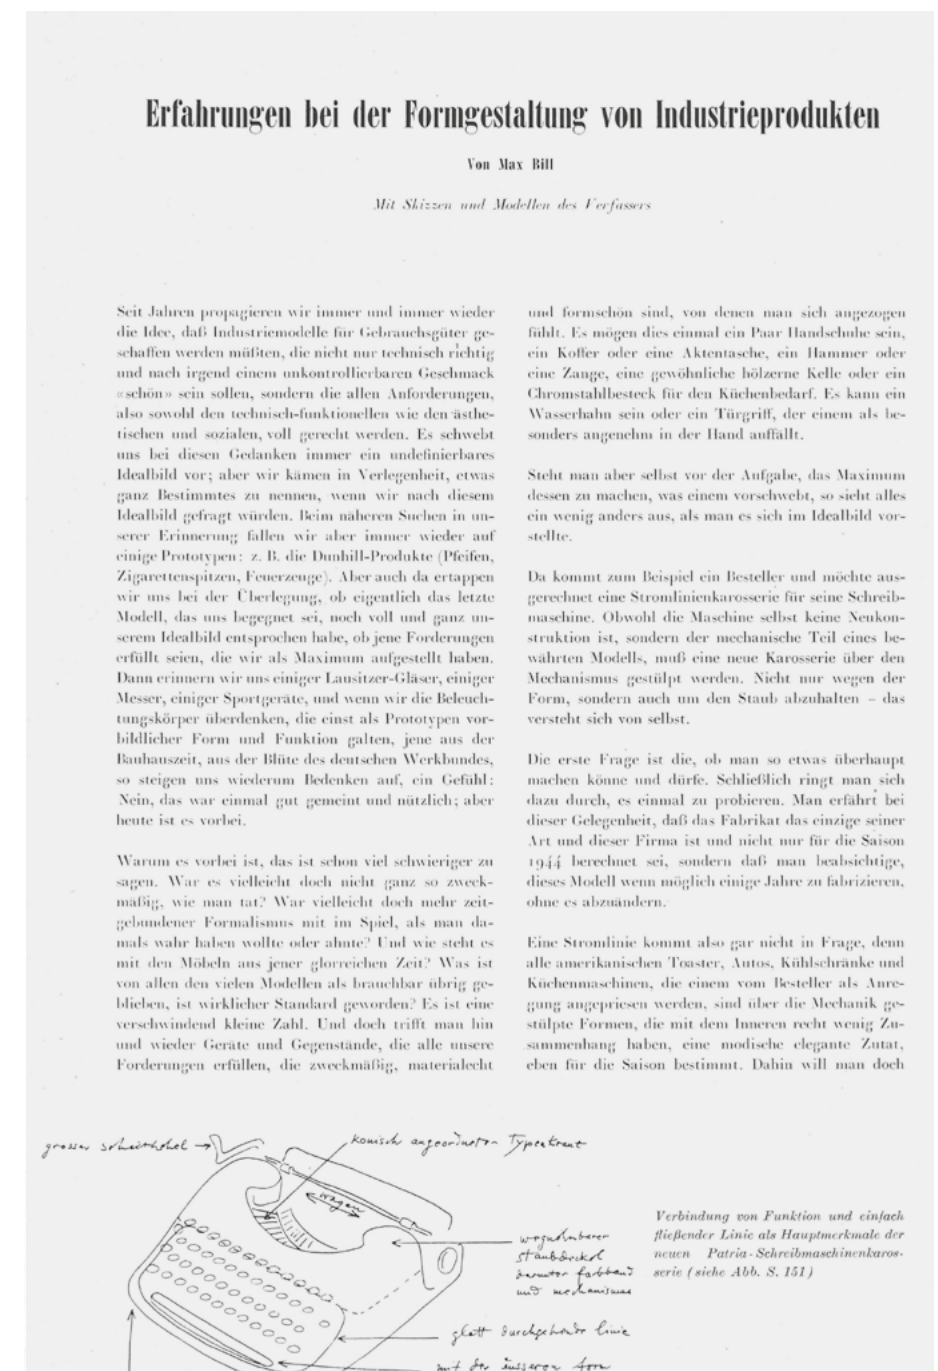 Erfahrungen bei der Formgestaltung von Industrieprodukten
Von Max Bill
Mit Skizzen und Modellen des Verfassers
Seit Jahren propagieren wir immer und immer wieder
die Idee, daß Industriemodelle für Gebrauchsgüter ge-
schaffen werden müßten, die nicht nur technisch richtig
und nach irgend einem unkontrollierbaren Geschmack
«schön» sein sollen, sondern die allen Anforderungen,
also sowohl den technisch-funktionellen wie den ästhe-
tischen und sozialen, voll gerecht werden. Es schwebt
uns bei diesen Gedanken immer ein undefinierbares
Idealbild vor; aber wir kämen in Verlegenheit, etwas
ganz Bestimmtes zu nennen, wenn wir nach diesem
Idealbild gefragt würden. Beim näheren Suchen in un-
serer Erinnerung fallen wir aber immer wieder auf
einige Prototypen: z. B. die Dunhill-Produkte (Pfeifen,
Zigarettenspitzen, Feuerzeuge). Aber auch da ertappen
wir uns bei der Überlegung, ob eigentlich das letzte
Modell, das uns begegnet sei, noch voll und ganz un-
serem Idealbild entsprochen habe, ob jene Forderungen
erfüllt seien, die wir als Maximum aufgestellt haben.
Dann erinnern wir uns einiger Lausitzer-Gläser, einiger
Messer, einiger Sportgeräte, und wenn wir die Beleuch-
tungskörper überdenken, die einst als Prototypen vor-
bildlicher Form und Funktion galten, jene aus der
Bauhauszeit, aus der Blüte des deutschen Werkbundes,
so steigen uns wiederum Bedenken auf, ein Gefühl:
Nein, das war einmal gut gemeint und nützlich; aber
heute ist es vorbei.
Warum es vorbei ist, das ist schon viel schwieriger zu
sagen. War es vielleicht doch nicht ganz so zweck-
mäßig, wie man tat? War vielleicht doch mehr zeit-
gebundener Formalismus mit im Spiel, als man da-
mals wahr haben wollte oder ahnte? Und wie steht es
mit den Möbeln aus jener glorreichen Zeit? Was ist
von allen den vielen Modellen als brauchbar übrig ge-
blieben, ist wirklicher Standard geworden? Es ist eine
verschwindend kleine Zahl. Und doch trifft man hin
und wieder Geräte und Gegenstände, die alle unsere
Forderungen erfüllen, die zweckmäßig, materialecht
und formschön sind, von denen man sich angezogen
fühlt. Es mögen dies einmal ein Paar Handschuhe sein,
ein Koffer oder eine Aktentasche, ein Hammer oder
eine Zange, eine gewöhnliche hölzerne Kelle oder ein
Chromstahlbesteck für den Küchenbedarf. Es kann ein
Wasserhahn sein oder ein Türgriff, der einem als be-
sonders angenehm in der Hand auffällt.
Steht man aber selbst vor der Aufgabe, das Maximum
dessen zu machen, was einem vorschwebt, so sieht alles
ein wenig anders aus, als man es sich im Idealbild vor-
stellte.
Da kommt zum Beispiel ein Besteller und möchte aus-
gerechnet eine Stromlinienkarosserie für seine Schreib-
maschine. Obwohl die Maschine selbst keine Neukon-
struktion ist, sondern der mechanische Teil eines be-
währten Modells, muß eine neue Karosserie über den
Mechanismus gestülpt werden. Nicht nur wegen der
Form, sondern auch um den Staub abzuhalten – das
versteht sich von selbst.
Die erste Frage ist die, ob man so etwas überhaupt
machen könne und dürfe. Schließlich ringt man sich
dazu durch, es einmal zu probieren. Man erfährt bei
dieser Gelegenheit, daß das Fabrikat das einzige seiner
Art und dieser Firma ist und nicht nur für die Saison
1944 berechnet sei, sondern daß man beabsichtige,
dieses Modell wenn möglich einige Jahre zu fabrizieren,
ohne es abzuändern.
Eine Stromlinie kommt also gar nicht in Frage, denn
alle amerikanischen Toaster, Autos, Kühlschränke und
Küchenmaschinen, die einem vom Besteller als Anre-
gung angepriesen werden, sind über die Mechanik ge-
stülpte Formen, die mit dem Inneren recht wenig Zu-
sammenhang haben, eine modische elegante Zutat,
eben für die Saison bestimmt. Dahin will man doch
grosser schalthebel
konisch angeordneter Typenkranz
wagen
wegnehmbarer
staubdeckel
darunter farbband
und mechanismus
glatt durchgehende linie
mit der äusseren form
Verbindung von Funktion und einfach
fließender Linie als Hauptmerkmale der
neuen Patria-Schreibmaschinenkaros-
serie (siehe Abb. S. 151)